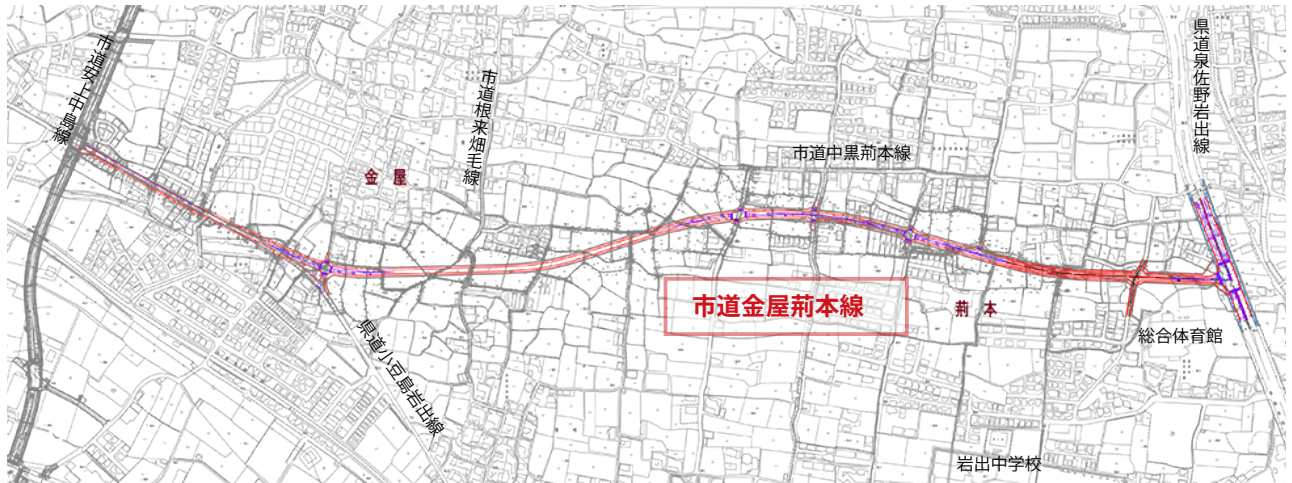 市道安上中島線
市道根来畑毛線
県道泉佐野岩出線
市道中黒荊本線
金屋
市道金屋荊本線
荊本
総合体育館
県道小豆島岩出線
岩出中学校